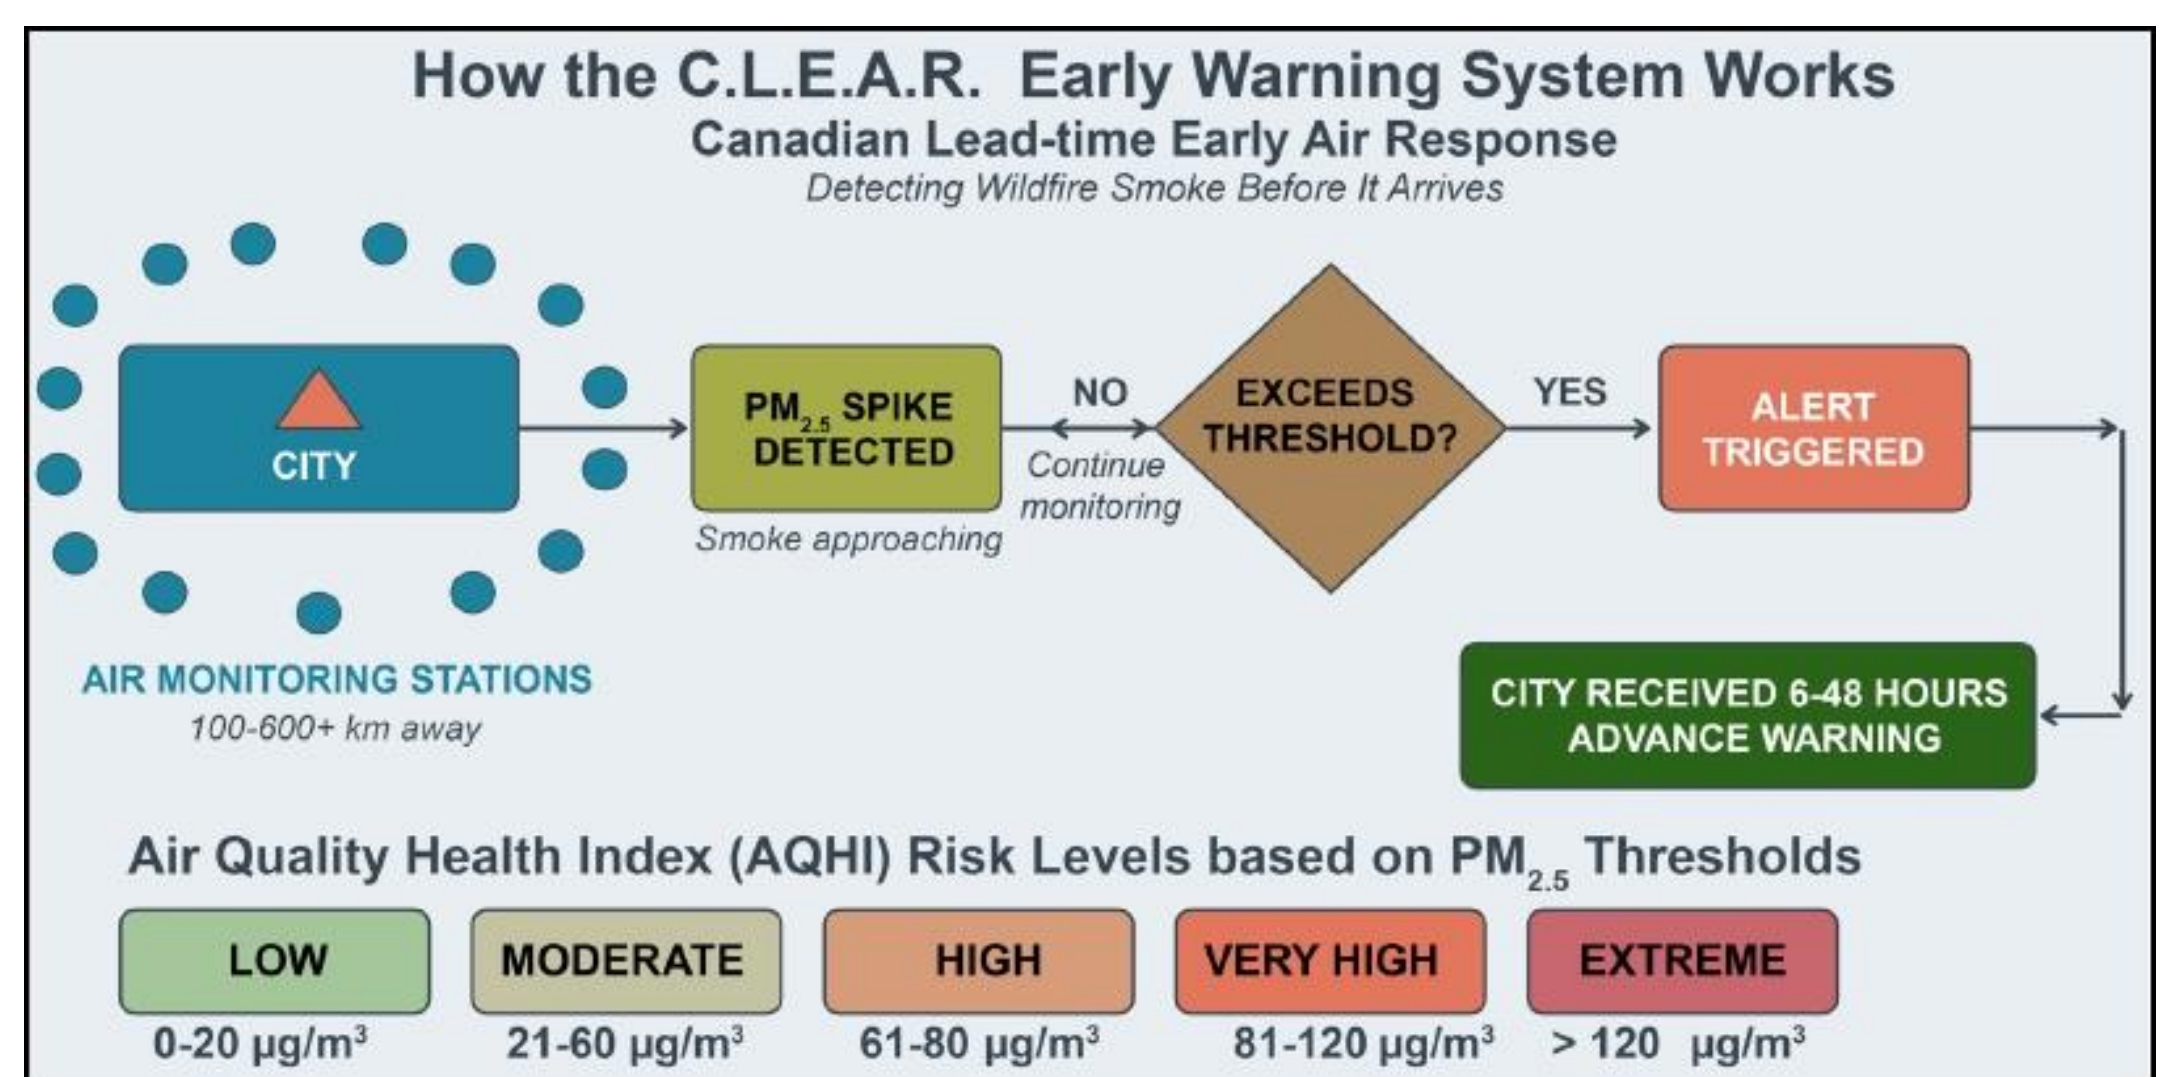 How the C.L.E.A.R. Early Warning System Works
Canadian Lead-time Early Air Response
Detecting Wildfire Smoke Before It Arrives
CITY
AIR MONITORING STATIONS
100-600+ km away
PM2.5 SPIKE
DETECTED
Smoke approaching
NO
Continue
monitoring
EXCEEDS
THRESHOLD?
YES
ALERT
TRIGGERED
CITY RECEIVED 6-48 HOURS
ADVANCE WARNING
Air Quality Health Index (AQHI) Risk Levels based on PM2.5 Thresholds
LOW
0-20 µg/m³
MODERATE
21-60 µg/m³
HIGH
61-80 µg/m³
VERY HIGH
81-120 µg/m³
EXTREME
> 120 µg/m³